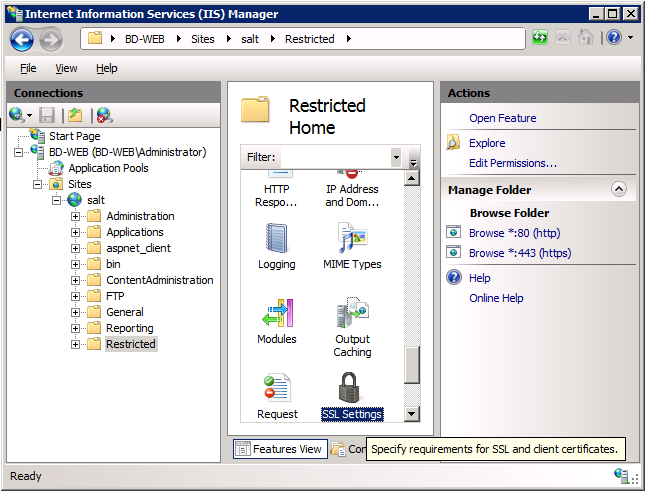 Internet Information Services (IIS) Manager
BD-WEB Sites salt Restricted
File View Help
Connections
Start Page
BD-WEB (BD-WEB\Administrator)
Application Pools
Sites
salt
Administration
Applications
aspnet_client
bin
ContentAdministration
FTP
General
Reporting
Restricted
Restricted
Home
Filter:
HTTP
Respo...
IP Address
and Dom...
Logging
MIME Types
Modules
Output
Caching
Request
SSL Settings
Features View
Con
Specify requirements for SSL and client certificates.
Actions
Open Feature
Explore
Edit Permissions...
Manage Folder
Browse Folder
Browse *:80 (http)
Browse *:443 (https)
Help
Online Help
Ready